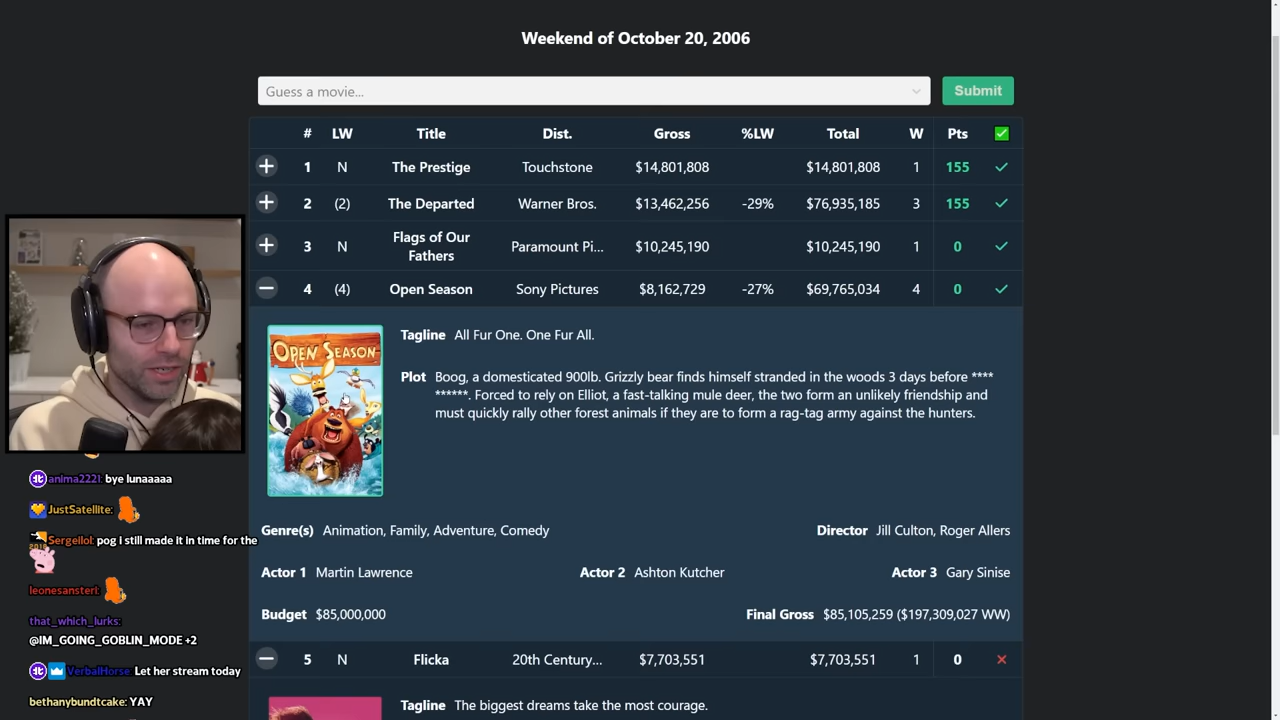 Weekend of October 20, 2006
Guess a movie...
Submit
# LW Title Dist. Gross %LW Total W Pts
1 N The Prestige Touchstone $14,801,808 $14,801,808 1 155
2 (2) The Departed Warner Bros. $13,462,256 -29% $76,935,185 3 155
3 N Flags of Our Fathers Paramount Pi... $10,245,190 $10,245,190 1 0
4 (4) Open Season Sony Pictures $8,162,729 -27% $69,765,034 4 0
OPEN SEASON
Tagline All Fur One. One Fur All.
Plot Boog, a domesticated 900lb. Grizzly bear finds himself stranded in the woods 3 days before ****
******. Forced to rely on Elliot, a fast-talking mule deer, the two form an unlikely friendship and
must quickly rally other forest animals if they are to form a rag-tag army against the hunters.
Genre(s) Animation, Family, Adventure, Comedy
Director Jill Culton, Roger Allers
Actor 1 Martin Lawrence
Actor 2 Ashton Kutcher
Actor 3 Gary Sinise
Budget $85,000,000
Final Gross $85,105,259 ($197,309,027 WW)
5 N Flicka 20th Century... $7,703,551 $7,703,551 1 0
Tagline The biggest dreams take the most courage.
anima222l: bye lunaaaaa
JustSatellite:
Sergellol: pog i still made it in time for the
leonesansterl:
that_which_lurks:
@IM_GOING_GOBLIN_MODE +2
VerbalHorse: Let her stream today
bethanybundtcake: YAY